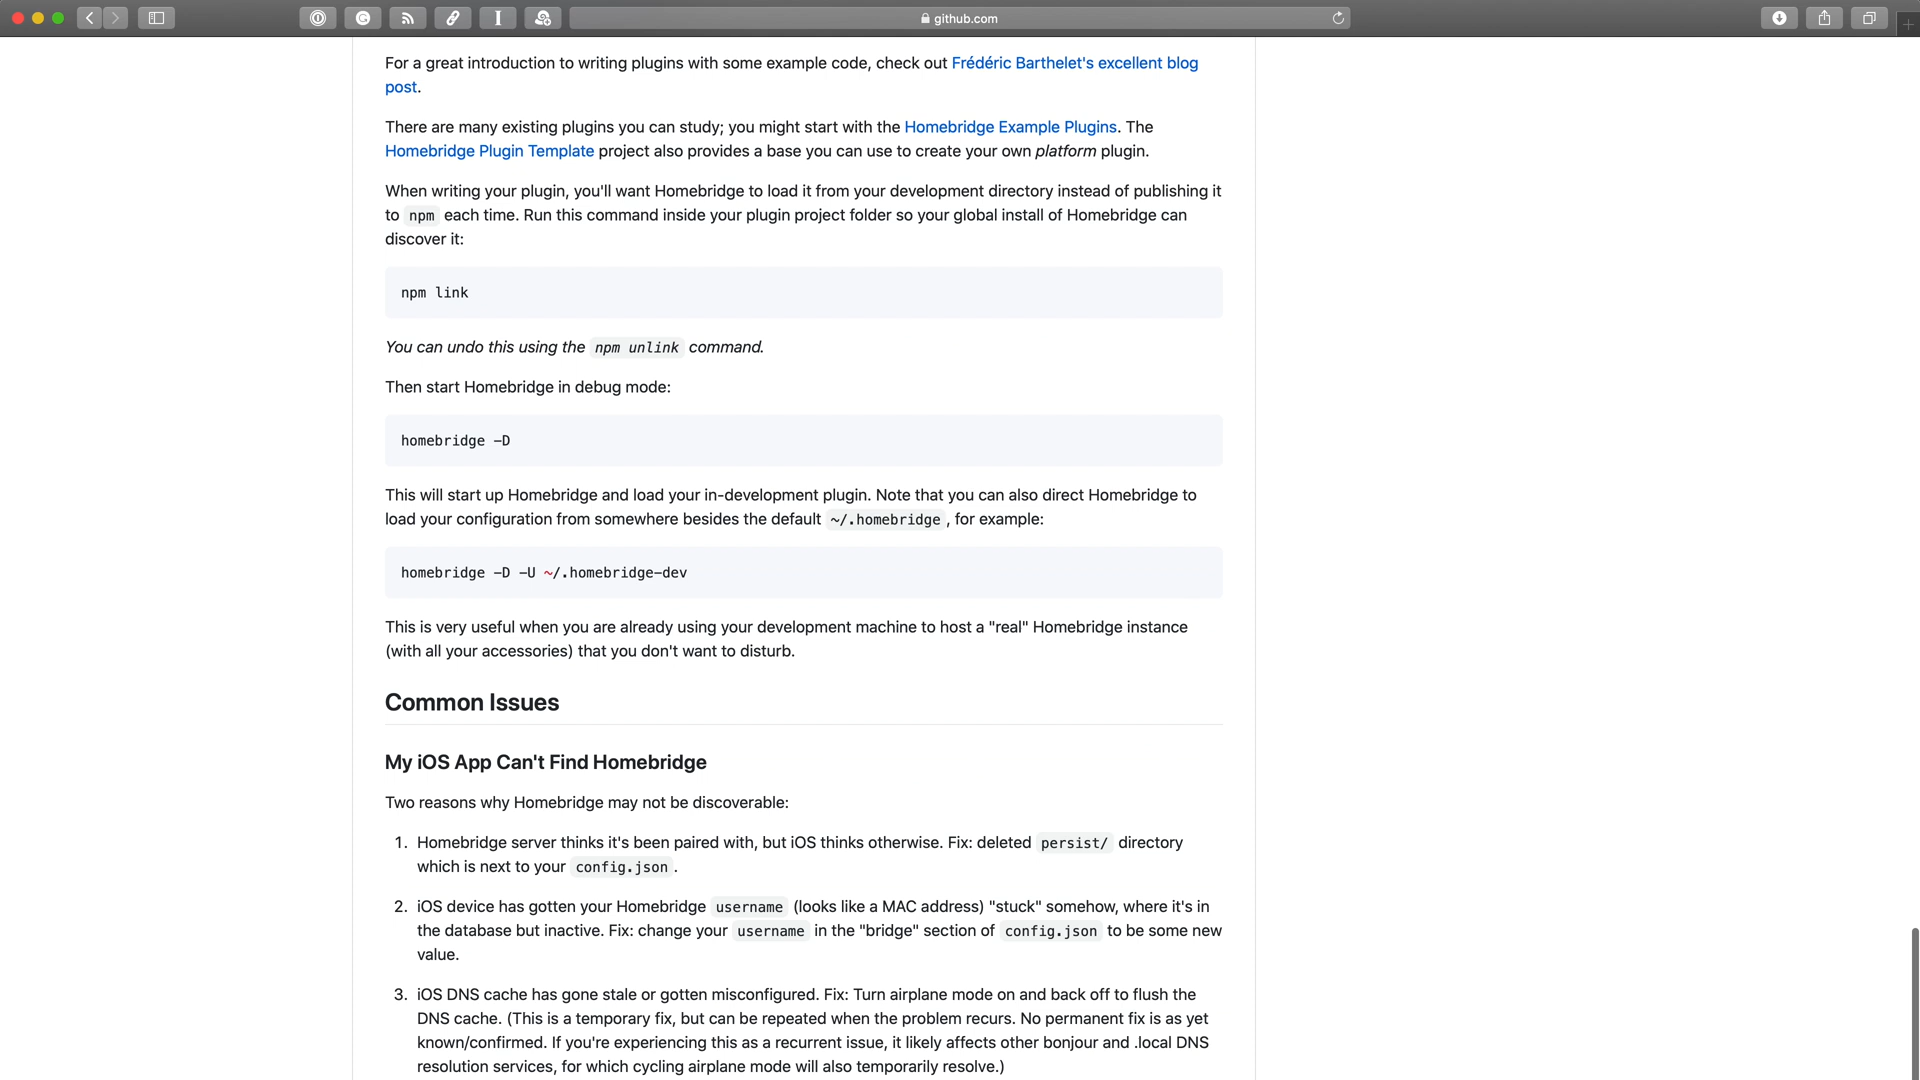 github.com
For a great introduction to writing plugins with some example code, check out Frédéric Barthelet's excellent blog
post.
There are many existing plugins you can study; you might start with the Homebridge Example Plugins. The
Homebridge Plugin Template project also provides a base you can use to create your own platform plugin.
When writing your plugin, you'll want Homebridge to load it from your development directory instead of publishing it
to npm each time. Run this command inside your plugin project folder so your global install of Homebridge can
discover it:
npm link
You can undo this using the npm unlink command.
Then start Homebridge in debug mode:
homebridge -D
This will start up Homebridge and load your in-development plugin. Note that you can also direct Homebridge to
load your configuration from somewhere besides the default ~/.homebridge , for example:
homebridge -D -U ~/.homebridge-dev
This is very useful when you are already using your development machine to host a "real" Homebridge instance
(with all your accessories) that you don't want to disturb.
Common Issues
My iOS App Can't Find Homebridge
Two reasons why Homebridge may not be discoverable:
1. Homebridge server thinks it's been paired with, but iOS thinks otherwise. Fix: deleted persist/ directory
which is next to your config.json .
2. iOS device has gotten your Homebridge username (looks like a MAC address) "stuck" somehow, where it's in
the database but inactive. Fix: change your username in the "bridge" section of config.json to be some new
value.
3. iOS DNS cache has gone stale or gotten misconfigured. Fix: Turn airplane mode on and back off to flush the
DNS cache. (This is a temporary fix, but can be repeated when the problem recurs. No permanent fix is as yet
known/confirmed. If you're experiencing this as a recurrent issue, it likely affects other bonjour and .local DNS
resolution services, for which cycling airplane mode will also temporarily resolve.)